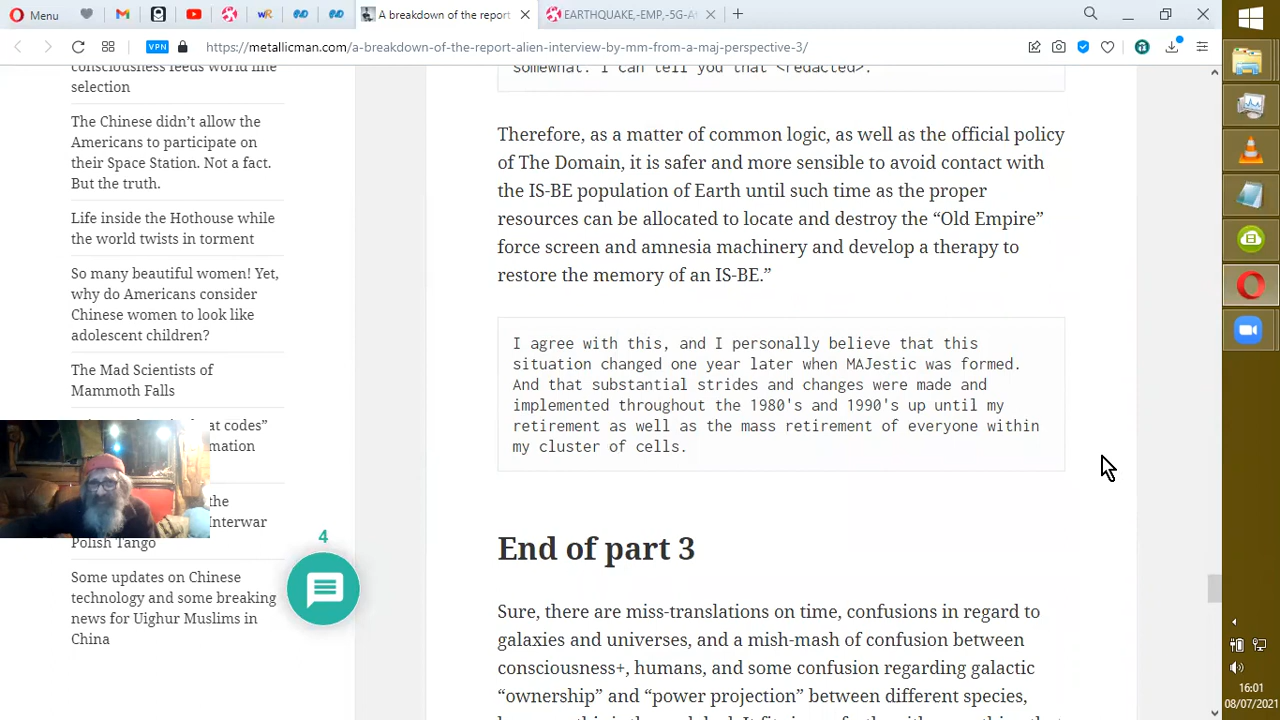 Menu
A breakdown of the report
EARTHQUAKE,-EMP,-5G-A
VPN
https://metallicman.com/a-breakdown-of-the-report-alien-interview-by-mm-from-a-maj-perspective-3/
consciousness feeds world line
selection
The Chinese didn’t allow the
Americans to participate on
their Space Station. Not a fact.
But the truth.
Life inside the Hothouse while
the world twists in torment
So many beautiful women! Yet,
why do Americans consider
Chinese women to look like
adolescent children?
The Mad Scientists of
Mammoth Falls
at codes”
mation
the
Interwar
Polish Tango
Some updates on Chinese
technology and some breaking
news for Uighur Muslims in
China
4
somewhat. I can tell you that <redacted>.
Therefore, as a matter of common logic, as well as the official policy
of The Domain, it is safer and more sensible to avoid contact with
the IS-BE population of Earth until such time as the proper
resources can be allocated to locate and destroy the “Old Empire”
force screen and amnesia machinery and develop a therapy to
restore the memory of an IS-BE.”
I agree with this, and I personally believe that this
situation changed one year later when MAJestic was formed.
And that substantial strides and changes were made and
implemented throughout the 1980's and 1990's up until my
retirement as well as the mass retirement of everyone within
my cluster of cells.
End of part 3
Sure, there are miss-translations on time, confusions in regard to
galaxies and universes, and a mish-mash of confusion between
consciousness+, humans, and some confusion regarding galactic
“ownership” and “power projection” between different species,
16:01
08/07/2021